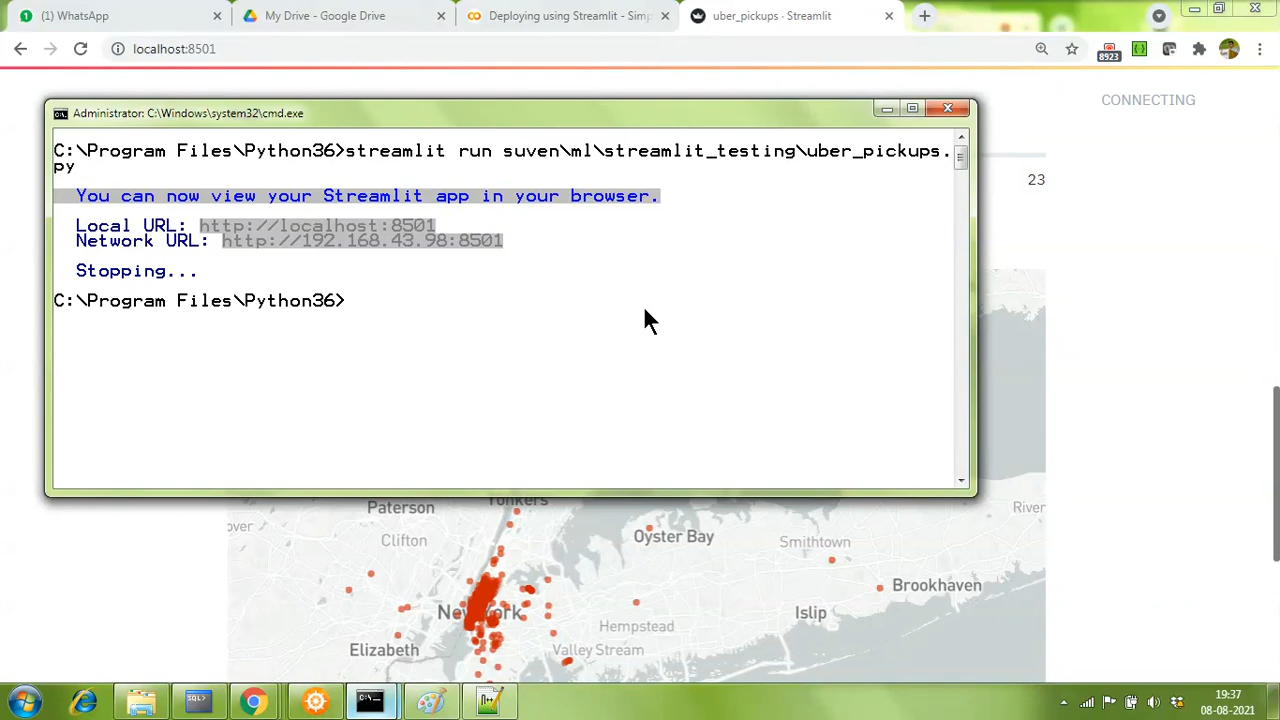 (1) WhatsApp
My Drive - Google Drive
Deploying using Streamlit - Simp
uber_pickups · Streamlit
localhost:8501
8923
CONNECTING
Administrator: C:\Windows\system32\cmd.exe
C:\Program Files\Python36>streamlit run suven\ml\streamlit_testing\uber_pickups.
py
You can now view your Streamlit app in your browser.
Local URL: http://localhost:8501
Network URL: http://192.168.43.98:8501
Stopping...
C:\Program Files\Python36>
23
Yonkers
Paterson
River
over
Oyster Bay
Smithtown
Clifton
Brookhaven
New York
Islip
Hempstead
Elizabeth
Valley Stream
SQL>
C:\
19:37
08-08-2021